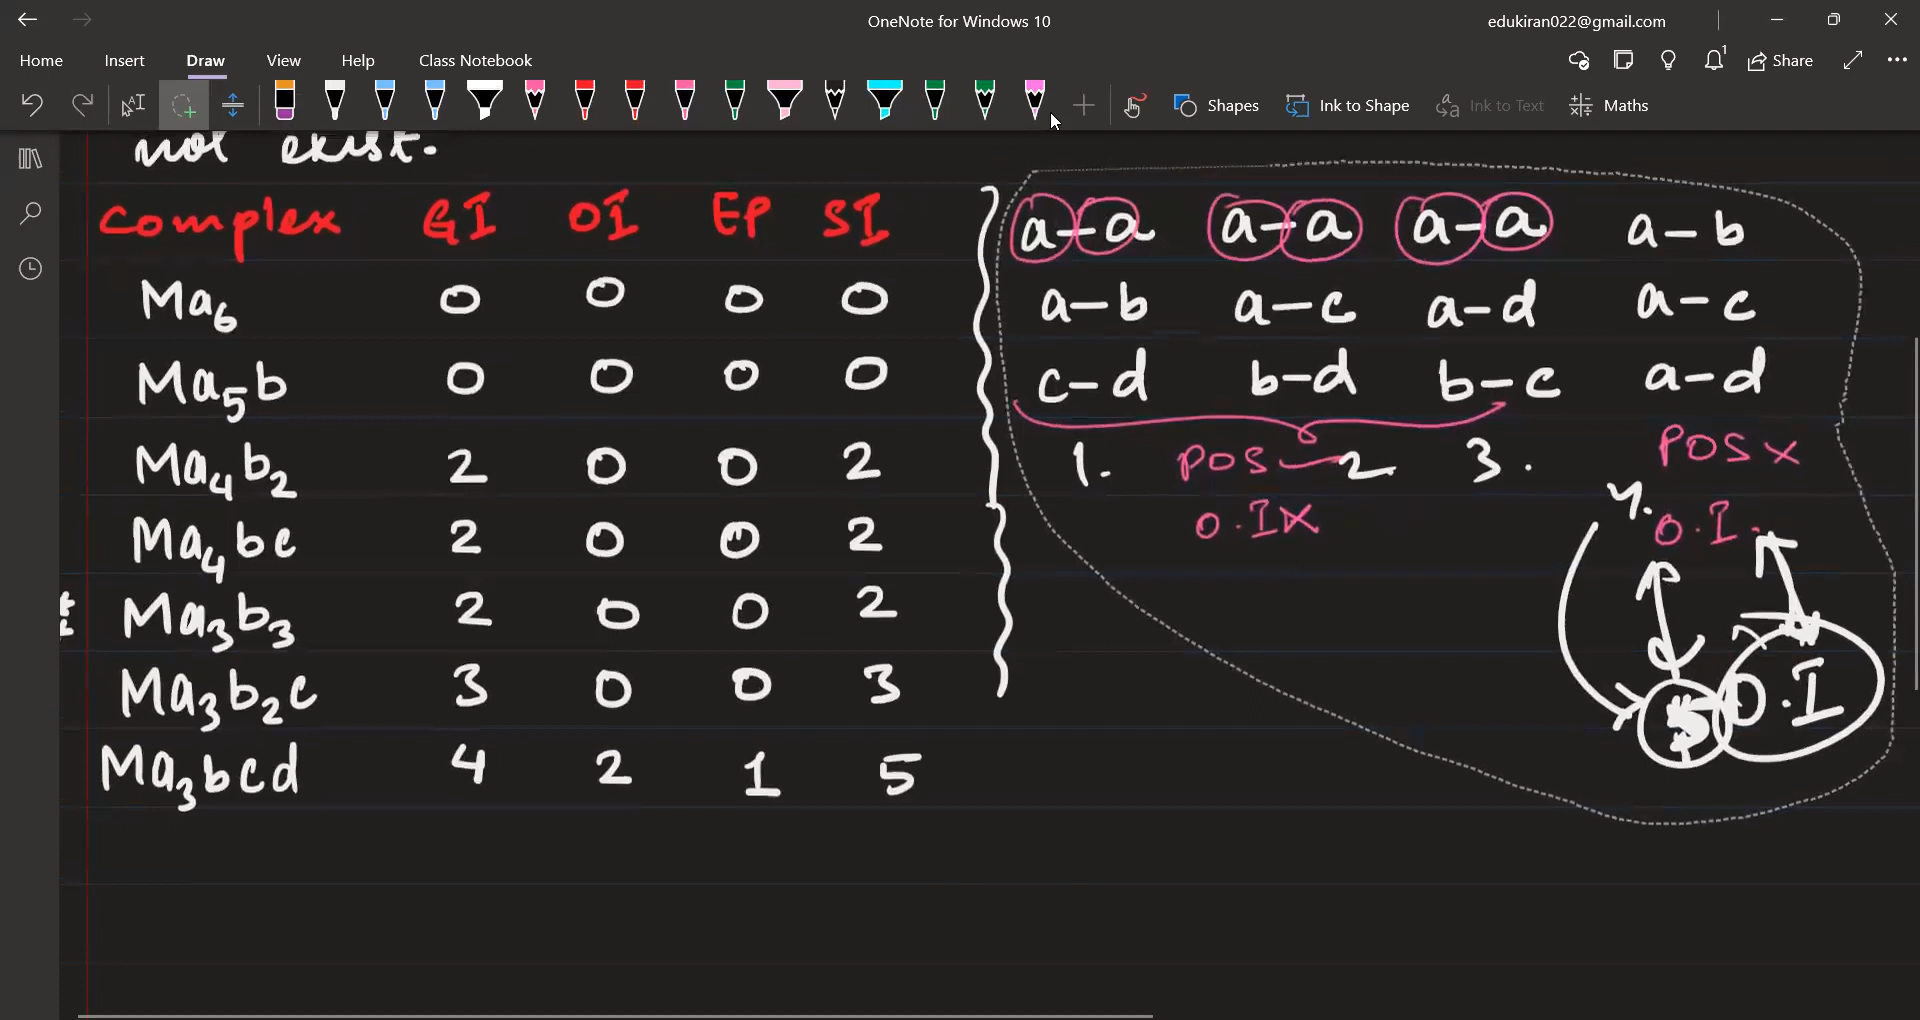 OneNote for Windows 10
edukiran022@gmail.com
Home Insert Draw View Help Class Notebook
1 Share
Shapes Ink to Shape Ink to Text Maths
not exist.
Complex GI OI EP SI
Ma6 0 0 0 0
Ma5b 0 0 0 0
Ma4b2 2 0 0 2
Ma4bc 2 0 0 2
Ma3b3 2 0 0 2
Ma3b2c 3 0 0 3
Ma3bcd 4 2 1 5
a-a a-a a-a a-b
a-b a-c a-d a-c
c-d b-d b-c a-d
1. POS 2 3. POS x
O.I x 4. O.I.
O.I